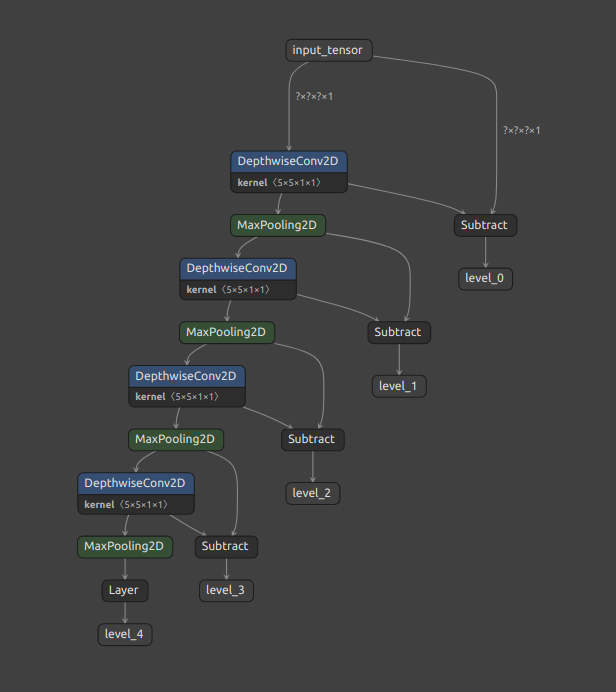 input_tensor
?×?×?×1
?×?×?×1
DepthwiseConv2D
kernel 〈5×5×1×1〉
MaxPooling2D
Subtract
DepthwiseConv2D
kernel 〈5×5×1×1〉
level_0
MaxPooling2D
Subtract
DepthwiseConv2D
kernel 〈5×5×1×1〉
level_1
MaxPooling2D
Subtract
DepthwiseConv2D
kernel 〈5×5×1×1〉
level_2
MaxPooling2D
Subtract
Layer
level_3
level_4